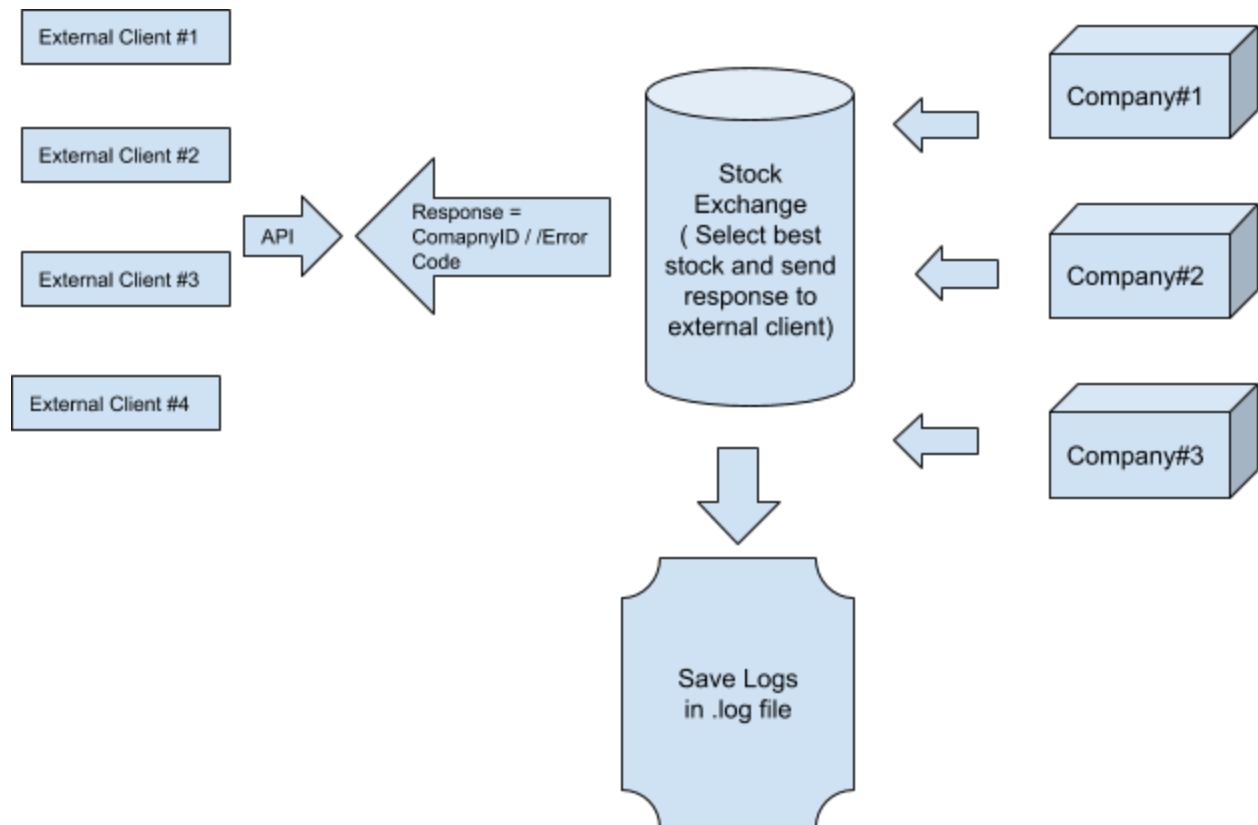 External Client #1
External Client #2
External Client #3
External Client #4
API
Response =
ComapnyID / /Error
Code
Stock
Exchange
( Select best
stock and send
response to
external client)
Company#1
Company#2
Company#3
Save Logs
in .log file